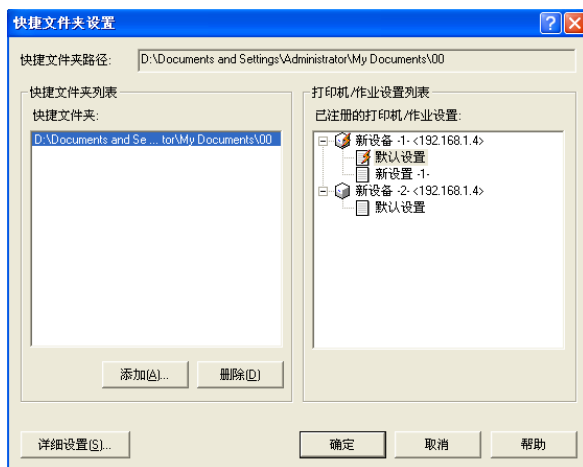 快捷文件夹设置
快捷文件夹路径: D:\Documents and Settings\Administrator\My Documents\00
快捷文件夹列表
快捷文件夹:
D:\Documents and Se ... tor\My Documents\00
添加(A)...
删除(D)
打印机/作业设置列表
已注册的打印机/作业设置:
新设备 -1- <192.168.1.4>
默认设置
新设置 -1-
新设备 -2- <192.168.1.4>
默认设置
详细设置(S)...
确定
取消
帮助